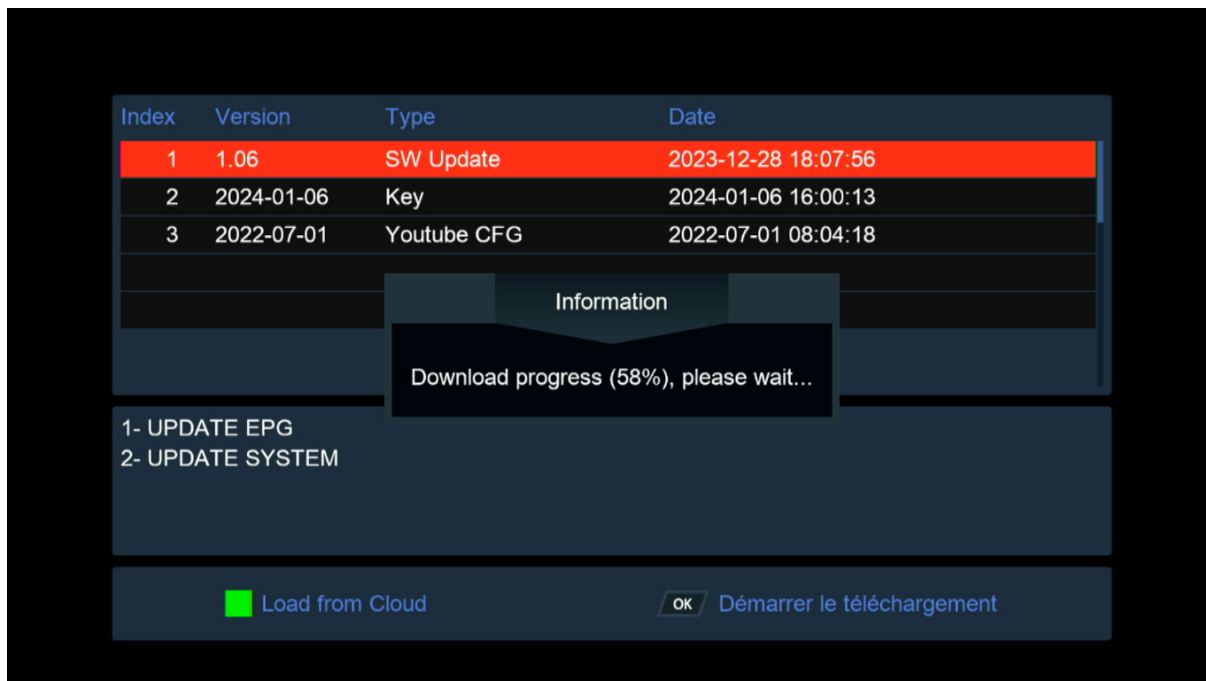 Index Version Type Date
1 1.06 SW Update 2023-12-28 18:07:56
2 2024-01-06 Key 2024-01-06 16:00:13
3 2022-07-01 Youtube CFG 2022-07-01 08:04:18
Information
Download progress (58%), please wait...
1- UPDATE EPG
2- UPDATE SYSTEM
Load from Cloud OK Démarrer le téléchargement